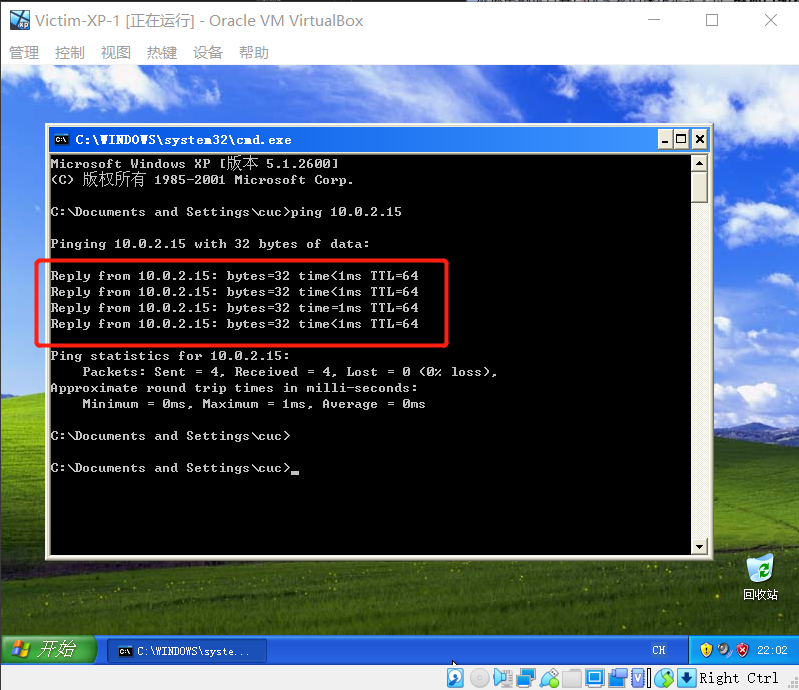 Victim-XP-1 [正在运行] - Oracle VM VirtualBox
管理 控制 视图 热键 设备 帮助
C:\WINDOWS\system32\cmd.exe
Microsoft Windows XP [版本 5.1.2600]
(C) 版权所有 1985-2001 Microsoft Corp.
C:\Documents and Settings\cuc>ping 10.0.2.15
Pinging 10.0.2.15 with 32 bytes of data:
Reply from 10.0.2.15: bytes=32 time<1ms TTL=64
Reply from 10.0.2.15: bytes=32 time<1ms TTL=64
Reply from 10.0.2.15: bytes=32 time=1ms TTL=64
Reply from 10.0.2.15: bytes=32 time<1ms TTL=64
Ping statistics for 10.0.2.15:
Packets: Sent = 4, Received = 4, Lost = 0 (0% loss),
Approximate round trip times in milli-seconds:
Minimum = 0ms, Maximum = 1ms, Average = 0ms
C:\Documents and Settings\cuc>
C:\Documents and Settings\cuc>_
回收站
开始 C:\WINDOWS\syste... CH 22:02
Right Ctrl